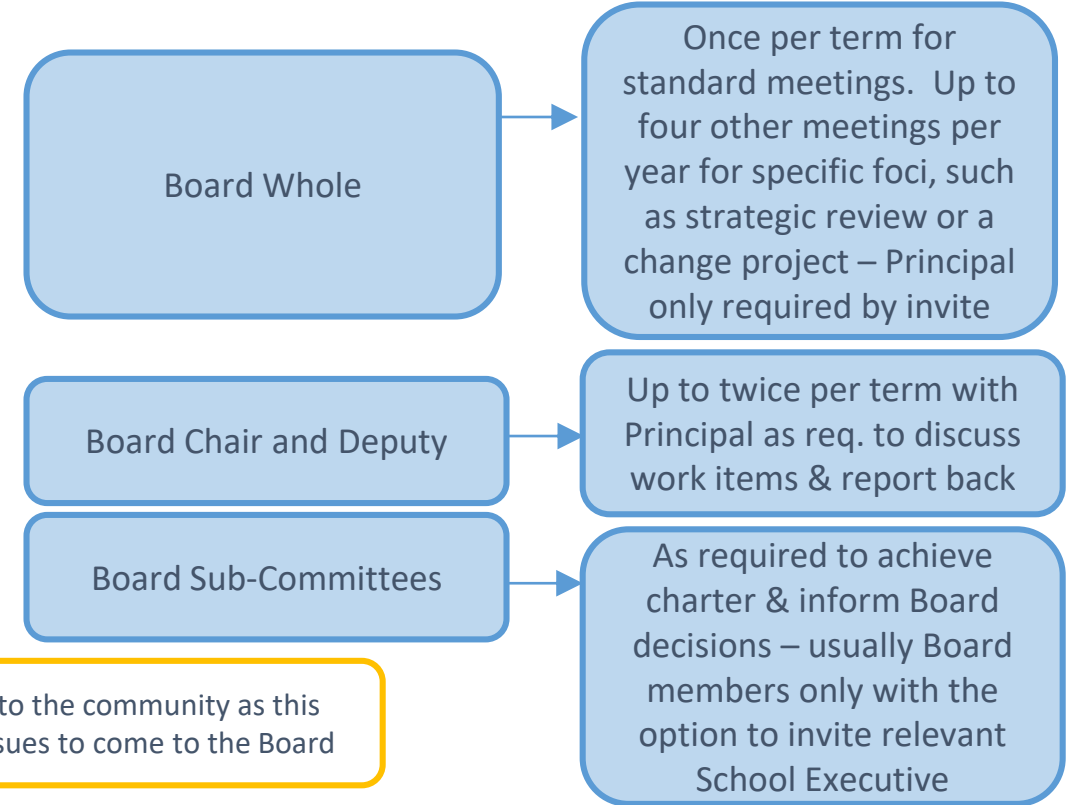 Board Whole
Once per term for
standard meetings.  Up to
four other meetings per
year for specific foci, such
as strategic review or a
change project – Principal
only required by invite
Board Chair and Deputy
Up to twice per term with
Principal as req. to discuss
work items & report back
Board Sub-Committees
As required to achieve
charter & inform Board
decisions – usually Board
members only with the
option to invite relevant
School Executive
to the community as this
to come to the Board